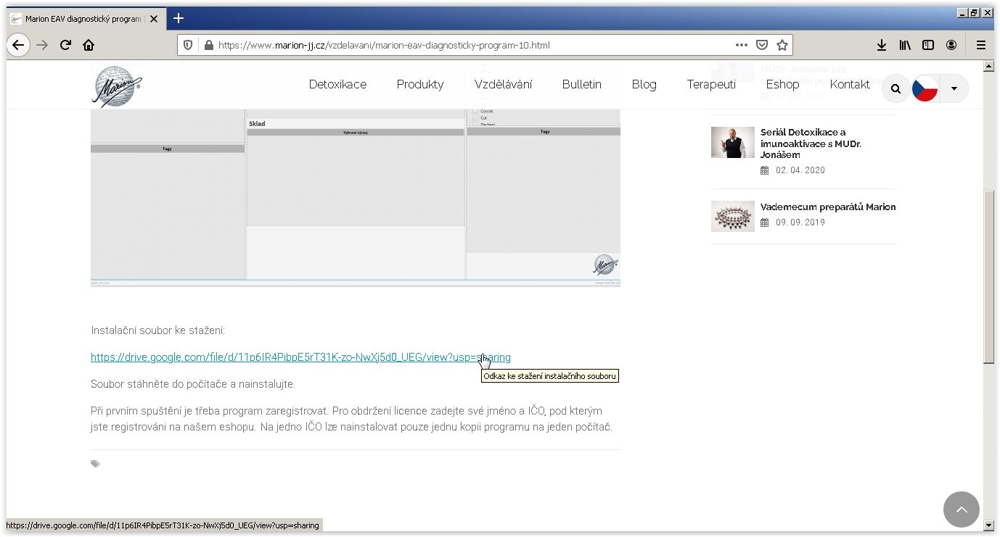 Marion EAV diagnostický program
https://www.marion-jj.cz/vzdelavani/marion-eav-diagnosticky-program-10.html
Marion
Detoxikace Produkty Vzdělávání Bulletin Blog Terapeuti Eshop Kontakt
MUDr. Jonášem pro
Corcirk
Cut
Dechem
Sklad
Vybrané výrazy
Tagy
Tagy
Marion
Seriál Detoxikace a
imunoaktivace s MUDr.
Jonášem
02. 04. 2020
Vademecum preparátů Marion
09. 09. 2019
Instalační soubor ke stažení:
https://drive.google.com/file/d/11p6IR4PibpE5rT31K-zo-NwXj5d0_UEG/view?usp=sharing
Odkaz ke stažení instalačního souboru
Soubor stáhněte do počítače a nainstalujte.
Při prvním spuštění je třeba program zaregistrovat. Pro obdržení licence zadejte své jméno a IČO, pod kterým
jste registrováni na našem eshopu. Na jedno IČO lze nainstalovat pouze jednu kopii programu na jeden počítač.
https://drive.google.com/file/d/11p6IR4PibpE5rT31K-zo-NwXj5d0_UEG/view?usp=sharing